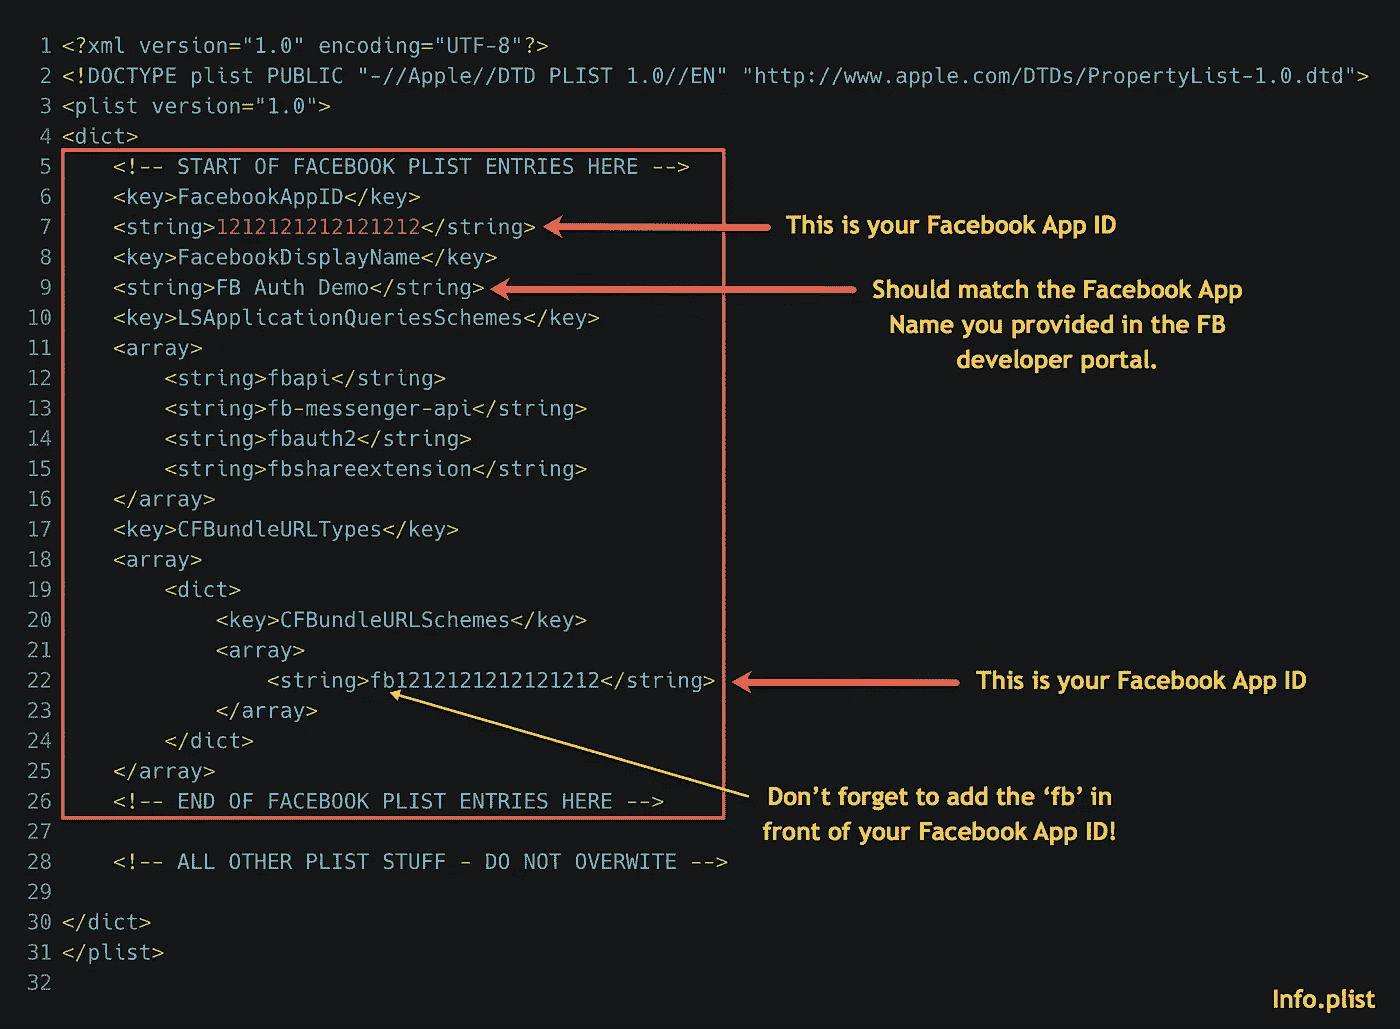 1 <?xml version="1.0" encoding="UTF-8"?>
2 <!DOCTYPE plist PUBLIC "-//Apple//DTD PLIST 1.0//EN" "http://www.apple.com/DTDs/PropertyList-1.0.dtd">
3 <plist version="1.0">
4 <dict>
5 <!-- START OF FACEBOOK PLIST ENTRIES HERE -->
6 <key>FacebookAppID</key>
7 <string>1212121212121212</string>
This is your Facebook App ID
8 <key>FacebookDisplayName</key>
9 <string>FB Auth Demo</string>
Should match the Facebook App
Name you provided in the FB
developer portal.
10 <key>LSApplicationQueriesSchemes</key>
11 <array>
12 <string>fbapi</string>
13 <string>fb-messenger-api</string>
14 <string>fbauth2</string>
15 <string>fbshareextension</string>
16 </array>
17 <key>CFBundleURLTypes</key>
18 <array>
19 <dict>
20 <key>CFBundleURLSchemes</key>
21 <array>
22 <string>fb1212121212121212</string>
This is your Facebook App ID
23 </array>
24 </dict>
25 </array>
26 <!-- END OF FACEBOOK PLIST ENTRIES HERE -->
Don’t forget to add the ‘fb’ in
front of your Facebook App ID!
27
28 <!-- ALL OTHER PLIST STUFF - DO NOT OVERWITE -->
29
30 </dict>
31 </plist>
32
Info.plist